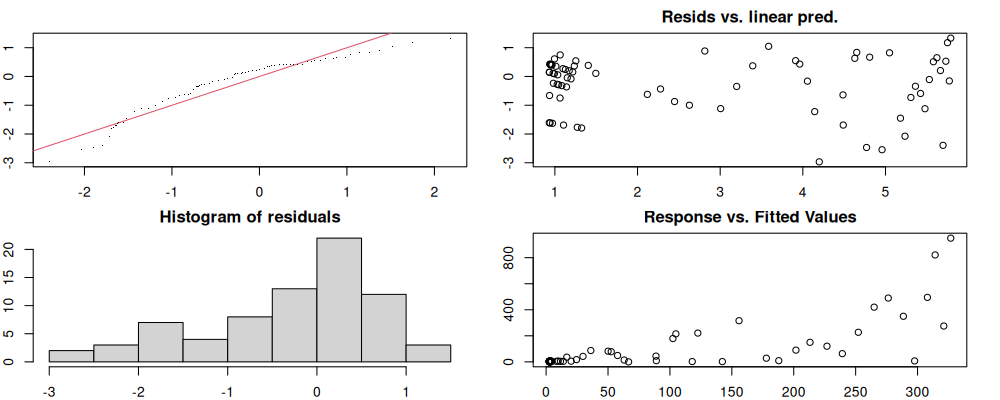 1
0
-1
-2
-3
-2 -1 0 1 2
Resids vs. linear pred.
1
0
-1
-2
-3
1 2 3 4 5
Histogram of residuals
20
15
10
5
0
-3 -2 -1 0 1
Response vs. Fitted Values
800
400
0
0 50 100 150 200 250 300